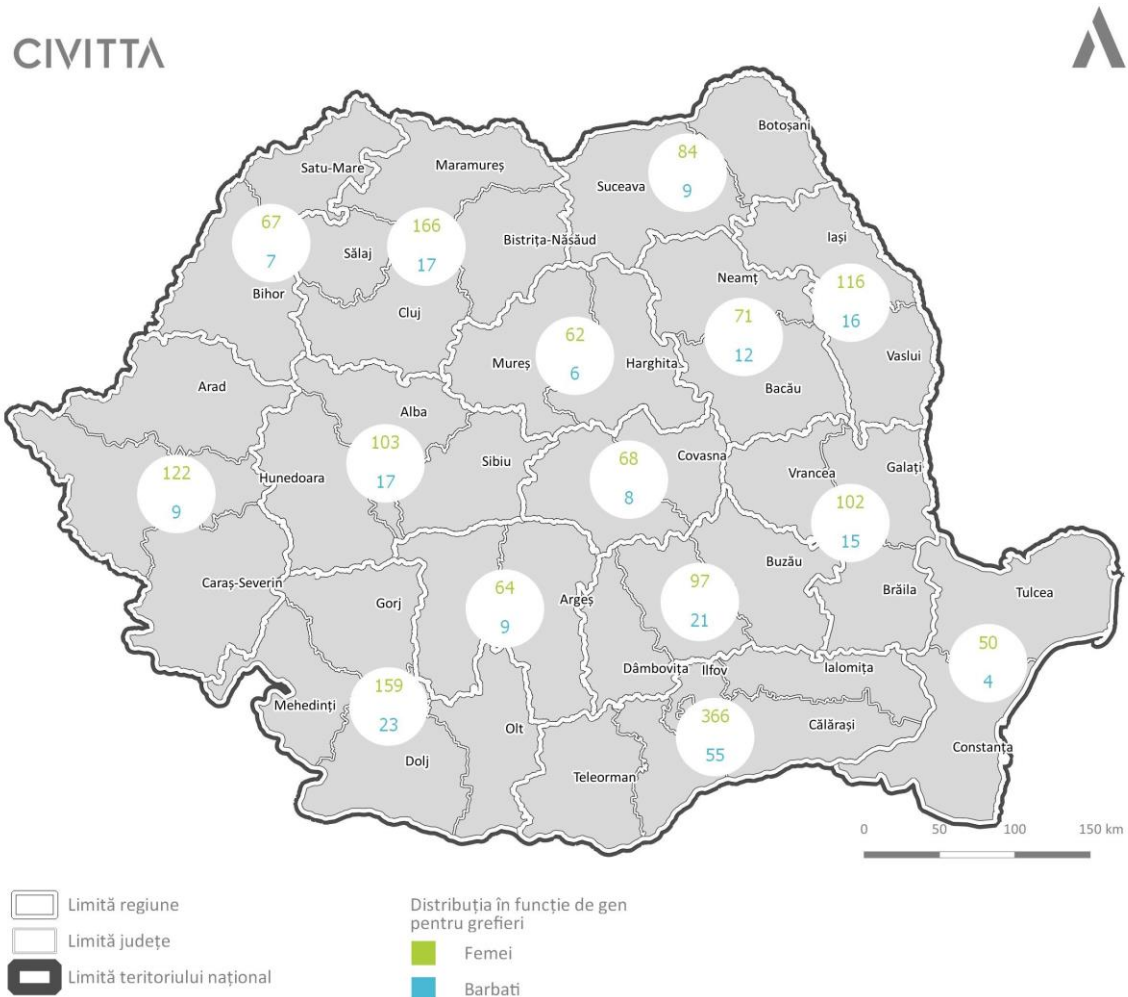 CIVITTA
Botoșani
84
Satu-Mare
Maramureș
Suceava
9
67
166
Iași
Sălaj
Bistrița-Năsăud
7
17
Neamț
116
Bihor
Cluj
71
16
62
Mureș
Harghita
12
Vaslui
6
Arad
Bacău
Alba
103
Covasna
68
Sibiu
Galați
122
Hunedoara
Vrancea
17
8
102
9
15
Buzău
Caraș-Severin
97
64
Brăila
Gorj
Argeș
Tulcea
9
21
50
Dâmbovița
Ilfov
Ialomița
159
4
Mehedinți
366
23
Olt
Călărași
Constanța
55
Dolj
Teleorman
0 50 100 150 km
Limită regiune
Limită județe
Limită teritoriului național
Distribuția în funcție de gen
pentru grefieri
Femei
Barbati